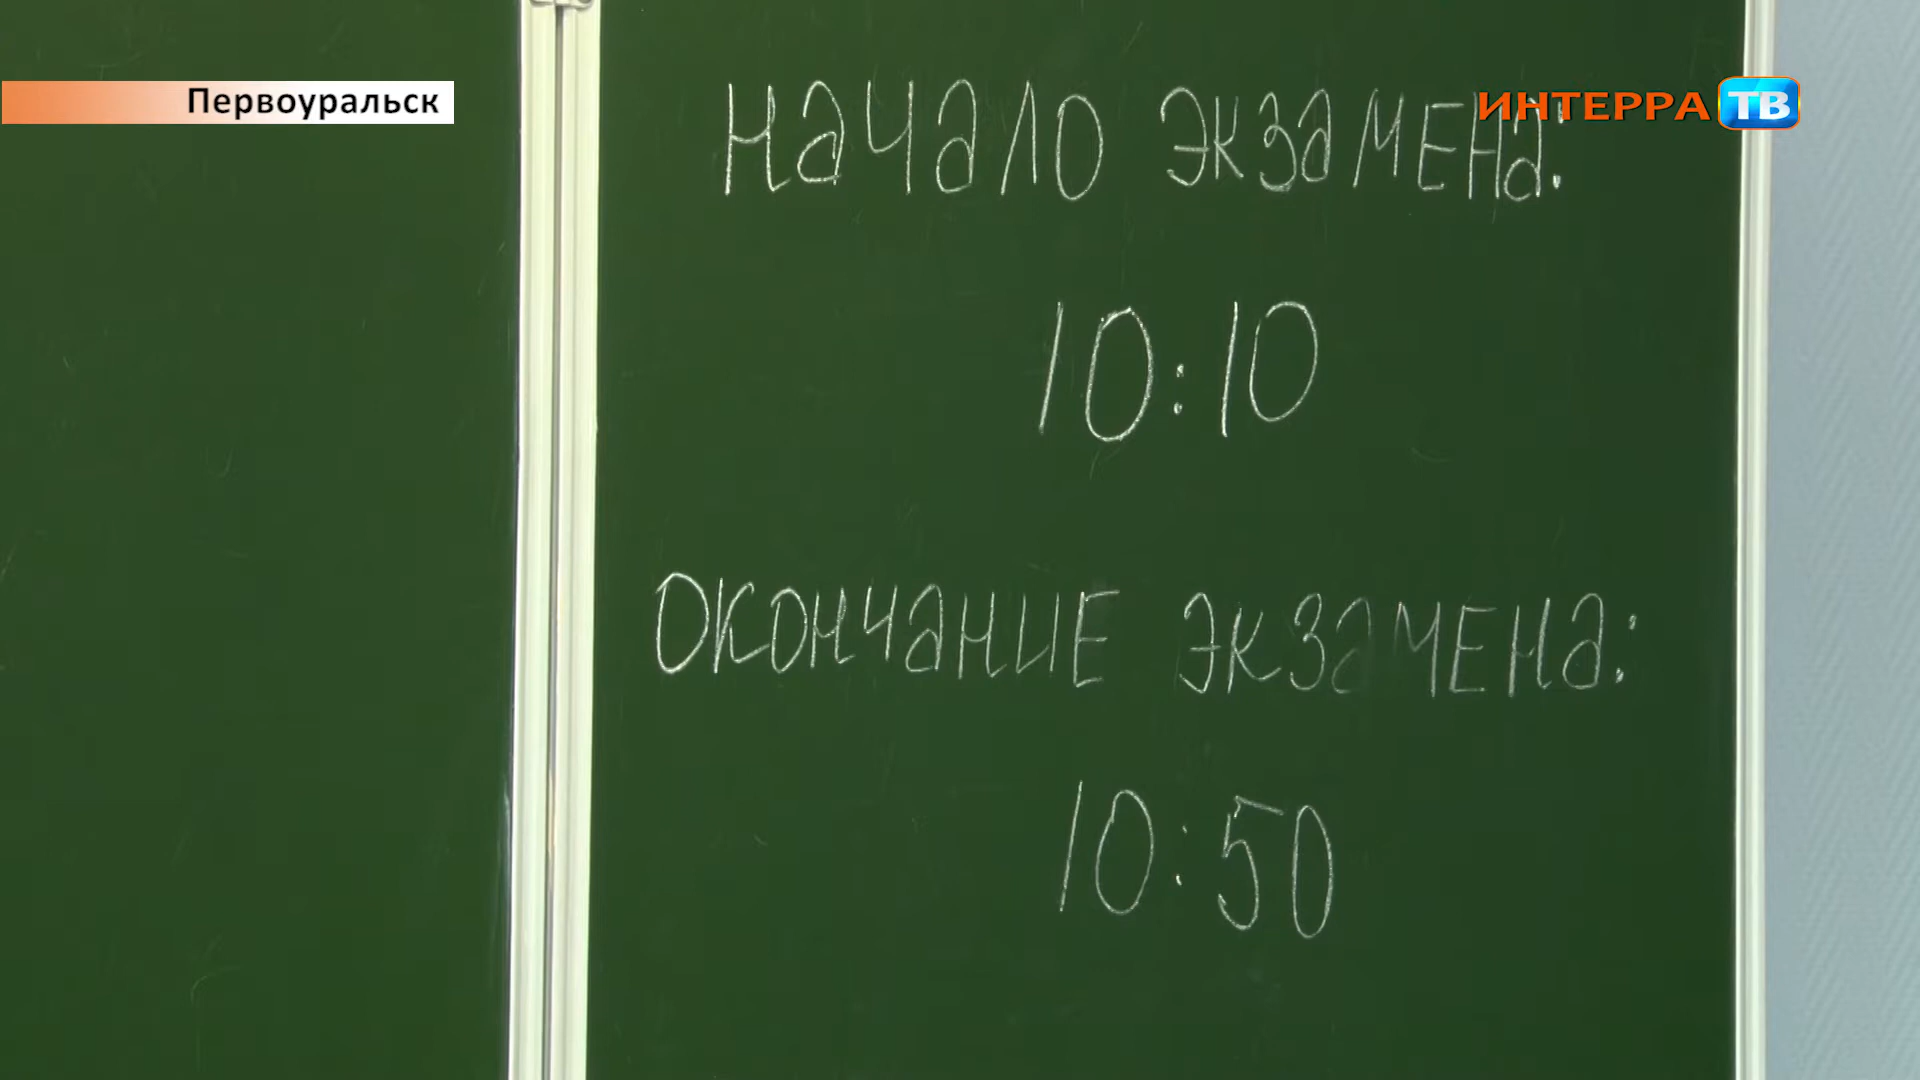 Первоуральск
ИНТЕРРА ТВ
НАЧАЛО ЭКЗАМЕНА:
10:10
ОКОНЧАНИЕ ЭКЗАМЕНА:
10:50